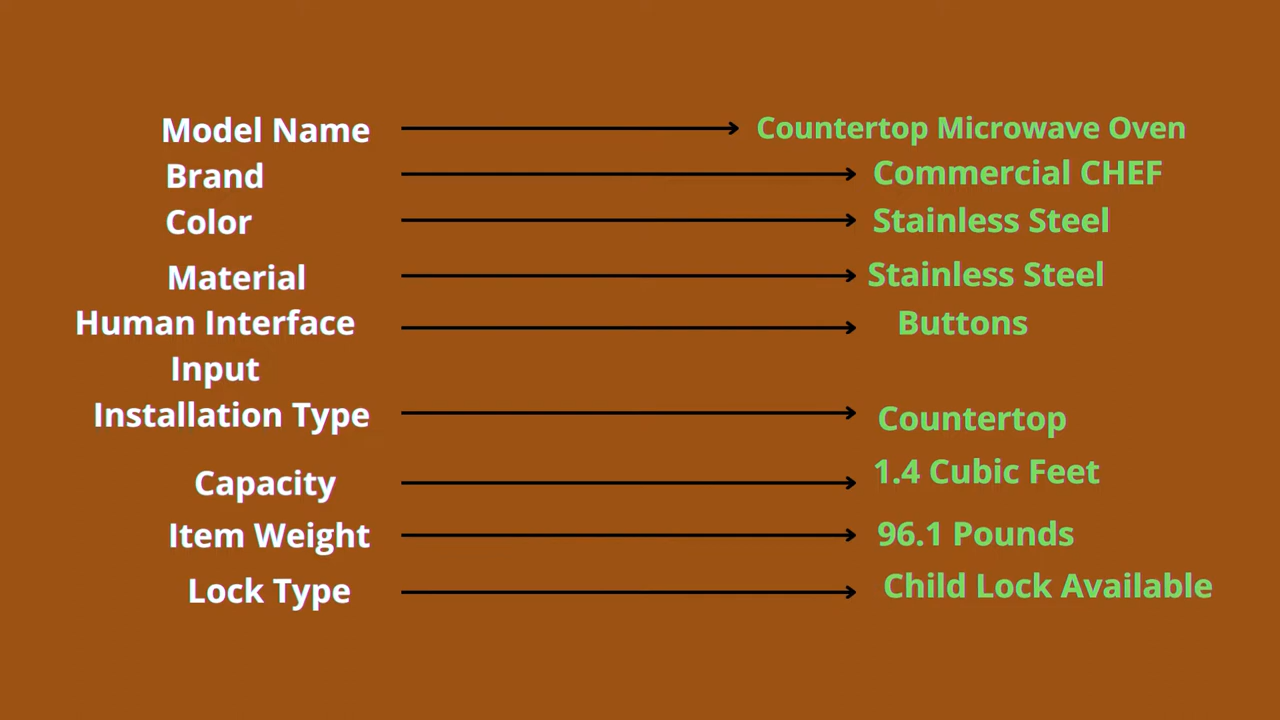 Model Name Countertop Microwave Oven
Brand Commercial CHEF
Color Stainless Steel
Material Stainless Steel
Human Interface Buttons
Input
Installation Type Countertop
Capacity 1.4 Cubic Feet
Item Weight 96.1 Pounds
Lock Type Child Lock Available